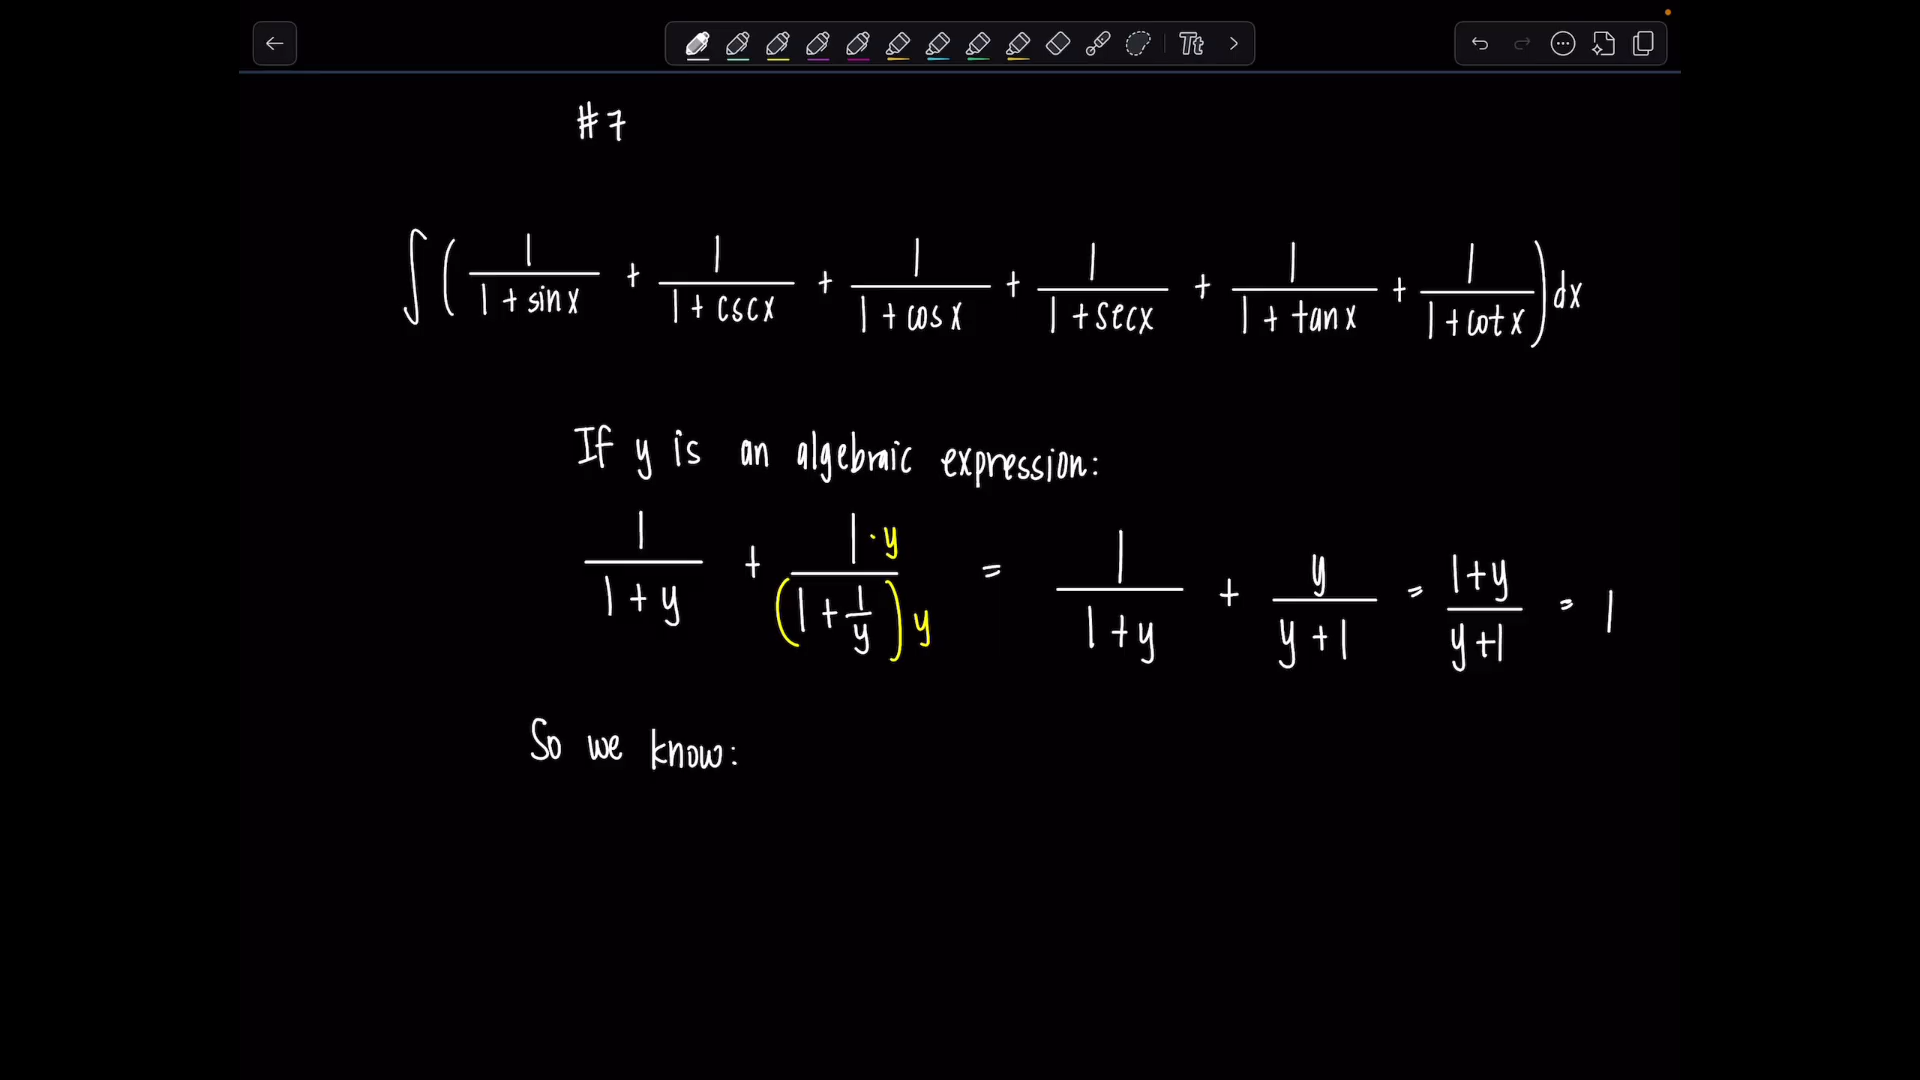 Tt
#7
∫ ( 1/(1 + sin x) + 1/(1 + csc x) + 1/(1 + cos x) + 1/(1 + sec x) + 1/(1 + tan x) + 1/(1 + cot x) ) dx
If y is an algebraic expression:
1/(1 + y) + (1 · y)/((1 + 1/y) y) = 1/(1 + y) + y/(y + 1) = (1 + y)/(y + 1) = 1
So we know: